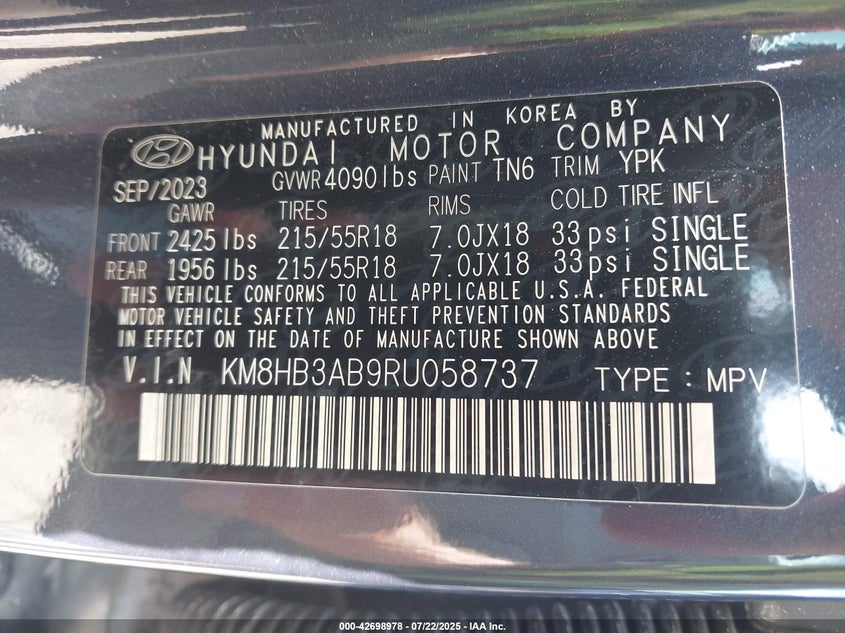 MANUFACTURED IN KOREA BY
HYUNDAI MOTOR COMPANY
SEP/2023 GVWR 4090 lbs PAINT TN6 TRIM YPK
GAWR TIRES RIMS COLD TIRE INFL
FRONT 2425 lbs 215/55R18 7.0JX18 33 psi SINGLE
REAR 1956 lbs 215/55R18 7.0JX18 33 psi SINGLE
THIS VEHICLE CONFORMS TO ALL APPLICABLE U.S.A. FEDERAL
MOTOR VEHICLE SAFETY AND THEFT PREVENTION STANDARDS
IN EFFECT ON THE DATE OF MANUFACTURE SHOWN ABOVE
V.I.N KM8HB3AB9RU058737 TYPE : MPV
000-42698978 - 07/22/2025 - IAA Inc.